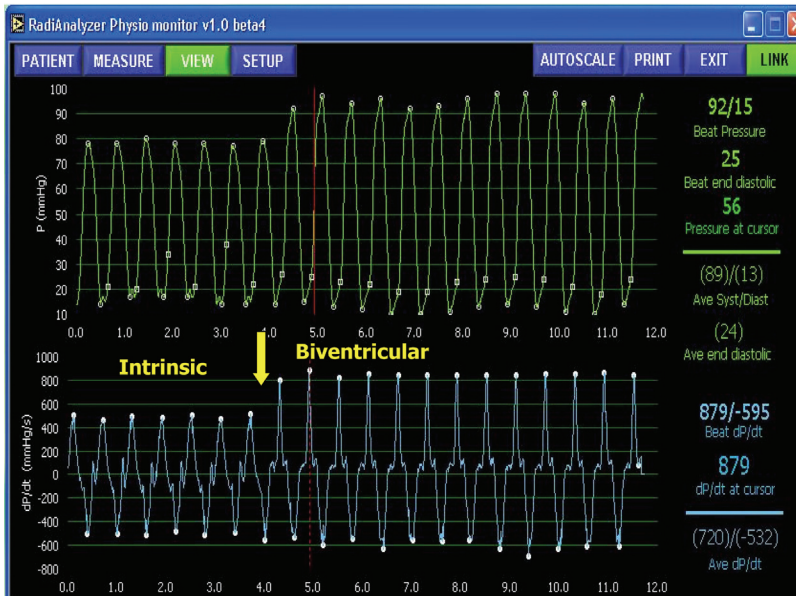 RadiAnalyzer Physio monitor v1.0 beta4
PATIENT MEASURE VIEW SETUP AUTOSCALE PRINT EXIT LINK
100
90
80
70
60
50
40
30
20
10
P (mmHg)
0.0 1.0 2.0 3.0 4.0 5.0 6.0 7.0 8.0 9.0 10.0 11.0 12.0
92/15
Beat Pressure
25
Beat end diastolic
56
Pressure at cursor
(89)/(13)
Ave Syst/Diast
(24)
Ave end diastolic
Intrinsic Biventricular
1000
800
600
400
200
0
-200
-400
-600
-800
dP/dt (mmHg/s)
0.0 1.0 2.0 3.0 4.0 5.0 6.0 7.0 8.0 9.0 10.0 11.0 12.0
879/-595
Beat dP/dt
879
dP/dt at cursor
(720)/(-532)
Ave dP/dt